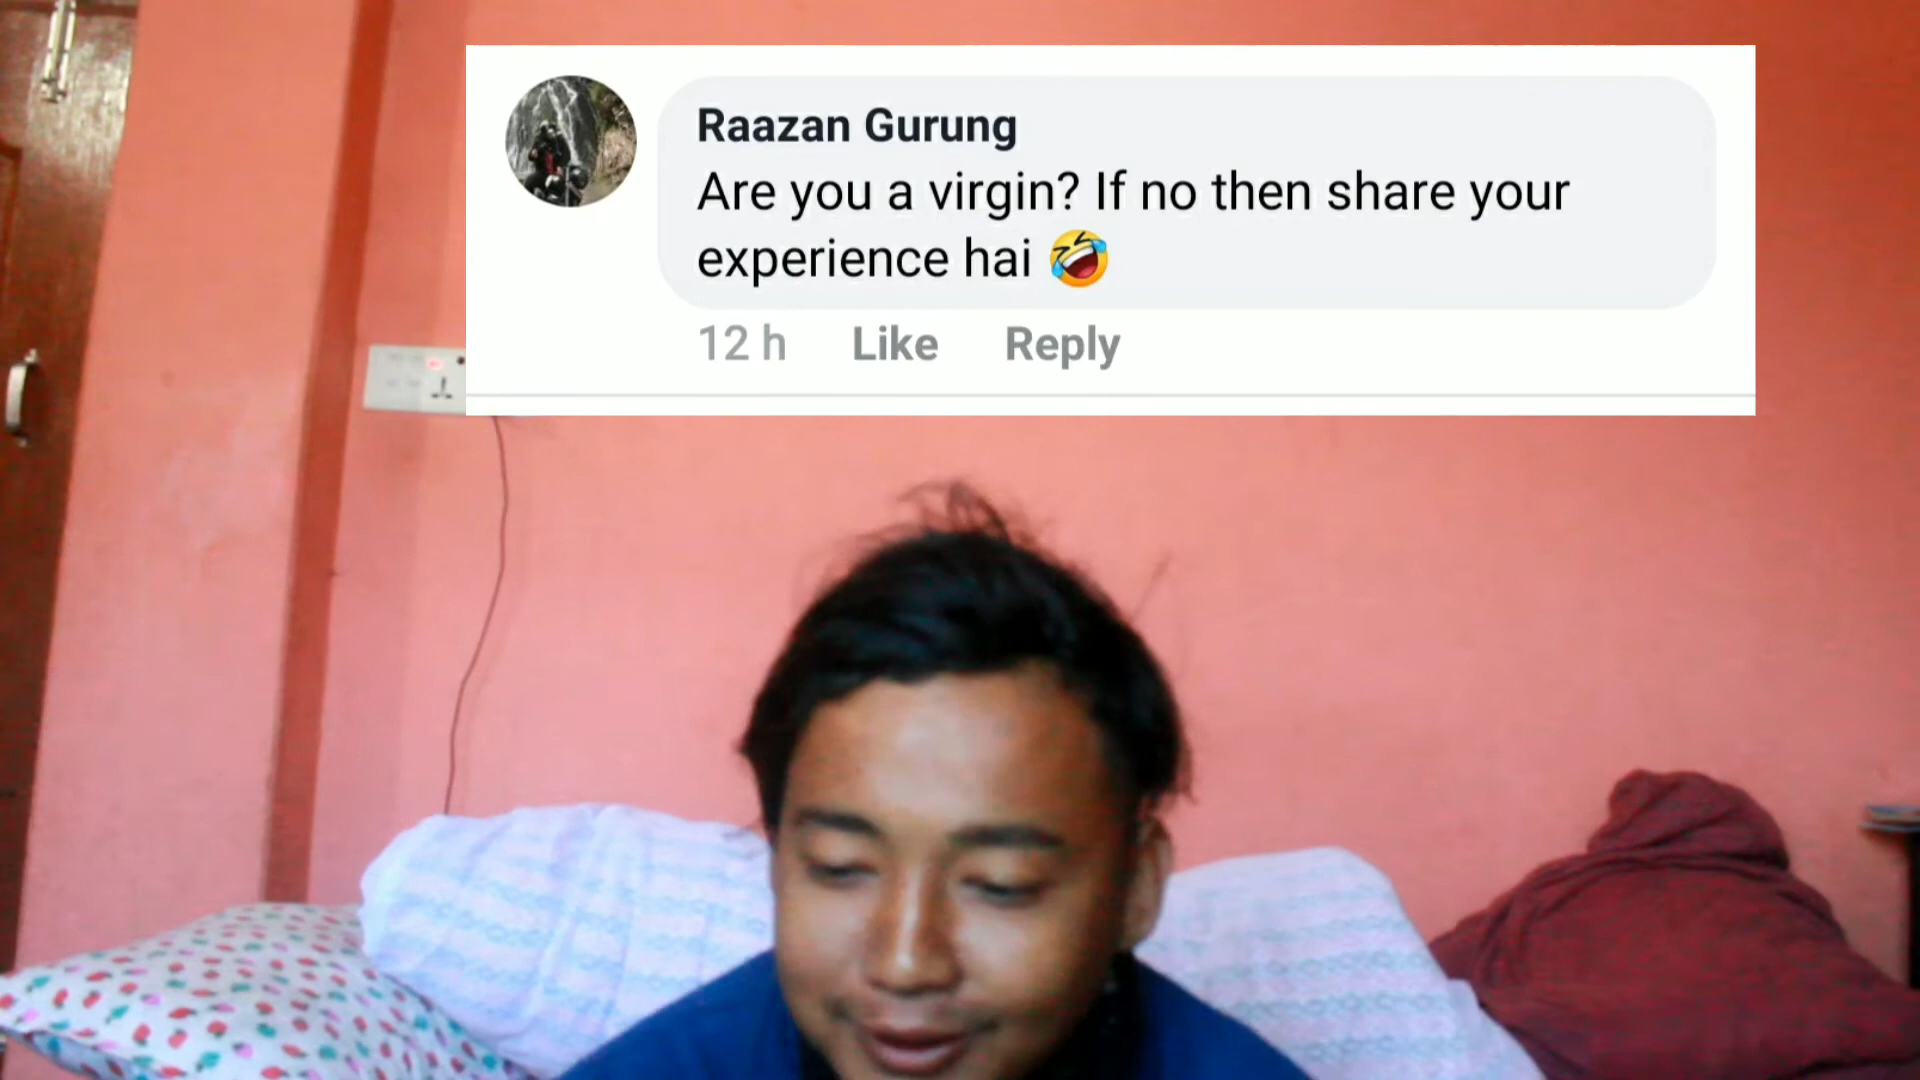 Raazan Gurung
Are you a virgin? If no then share your
experience hai 🤣
12 h Like Reply